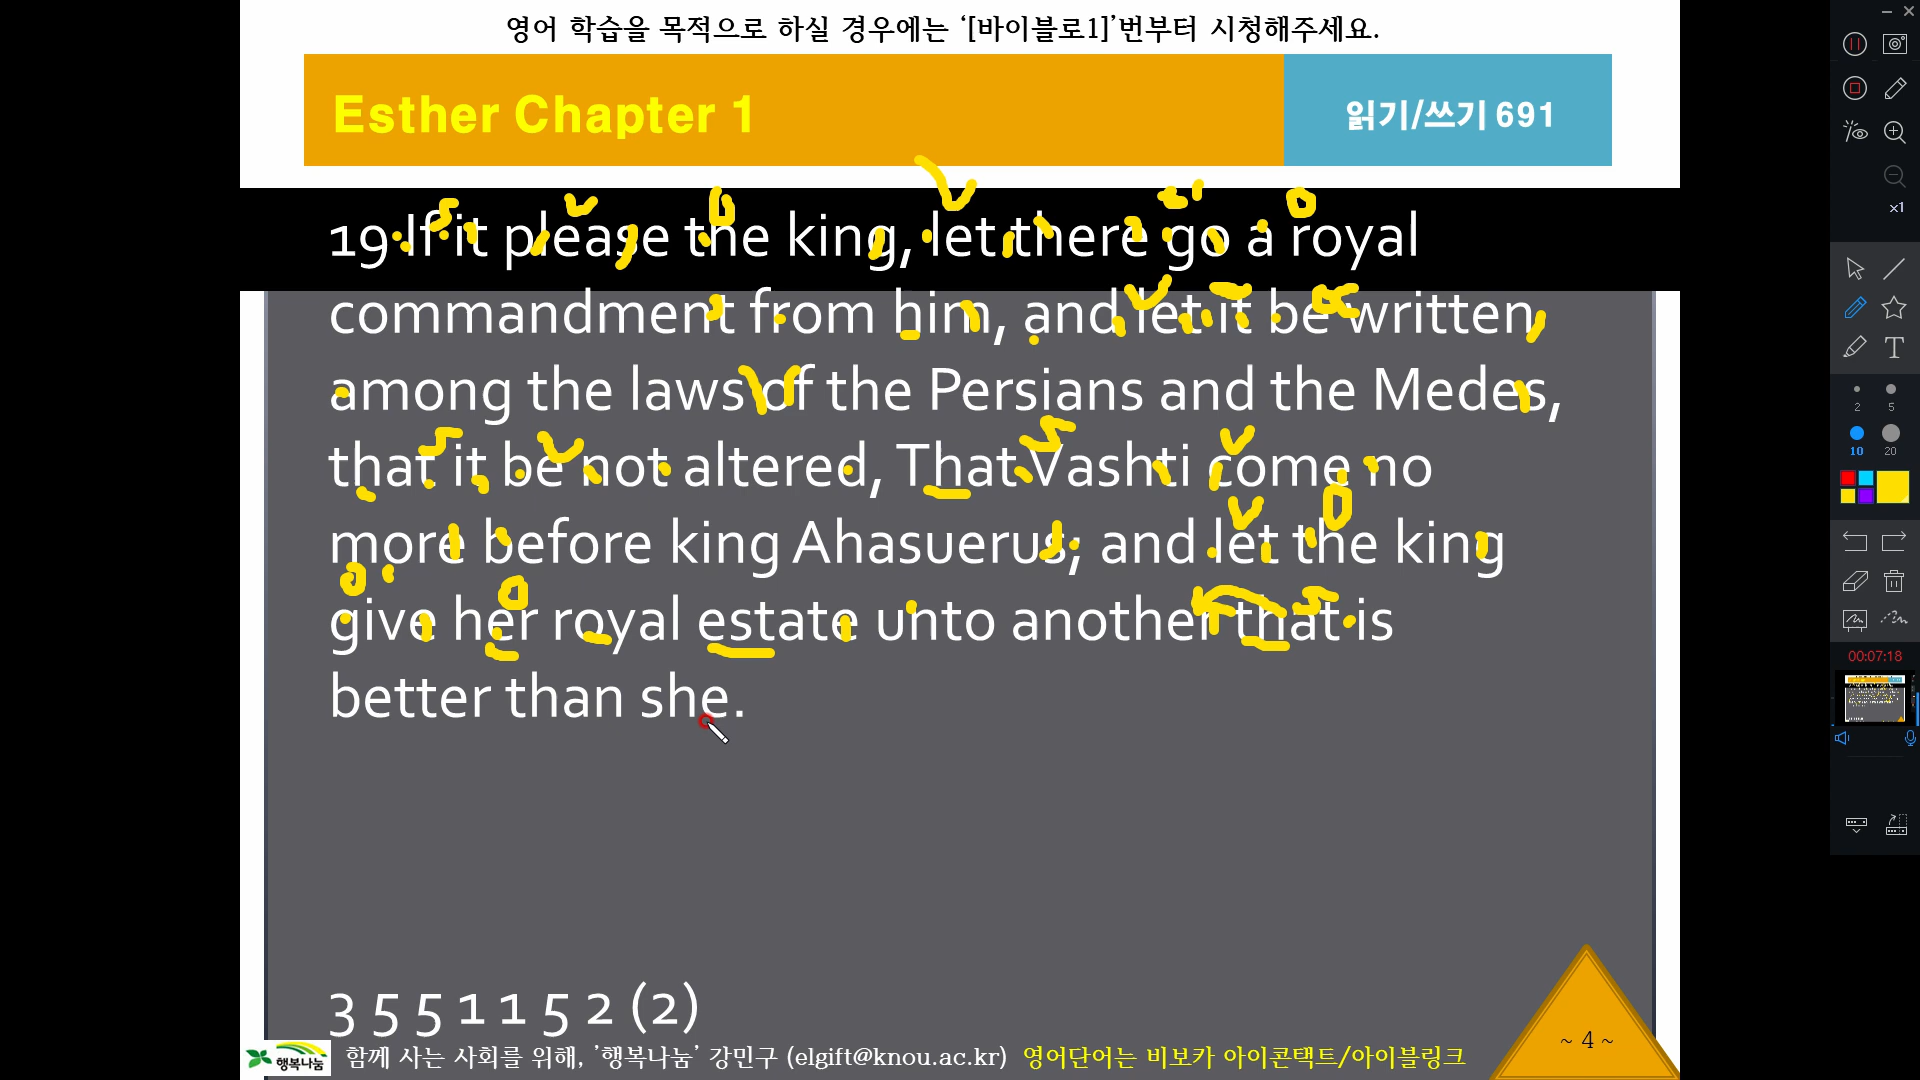 영어 학습을 목적으로 하실 경우에는 ‘[바이블로1]’번부터 시청해주세요.
Esther Chapter 1
읽기/쓰기 691
19 If it please the king, let there go a royal
commandment from him, and let it be written
among the laws of the Persians and the Medes,
that it be not altered, That Vashti come no
more before king Ahasuerus; and let the king
give her royal estate unto another that is
better than she.
3 5 5 1 1 5 2 (2)
~ 4 ~
행복나눔
함께 사는 사회를 위해, ’행복나눔’ 강민구 (elgift@knou.ac.kr) 영어단어는 비보카 아이콘택트/아이블링크
x1
T
2 5
10 20
00:07:18